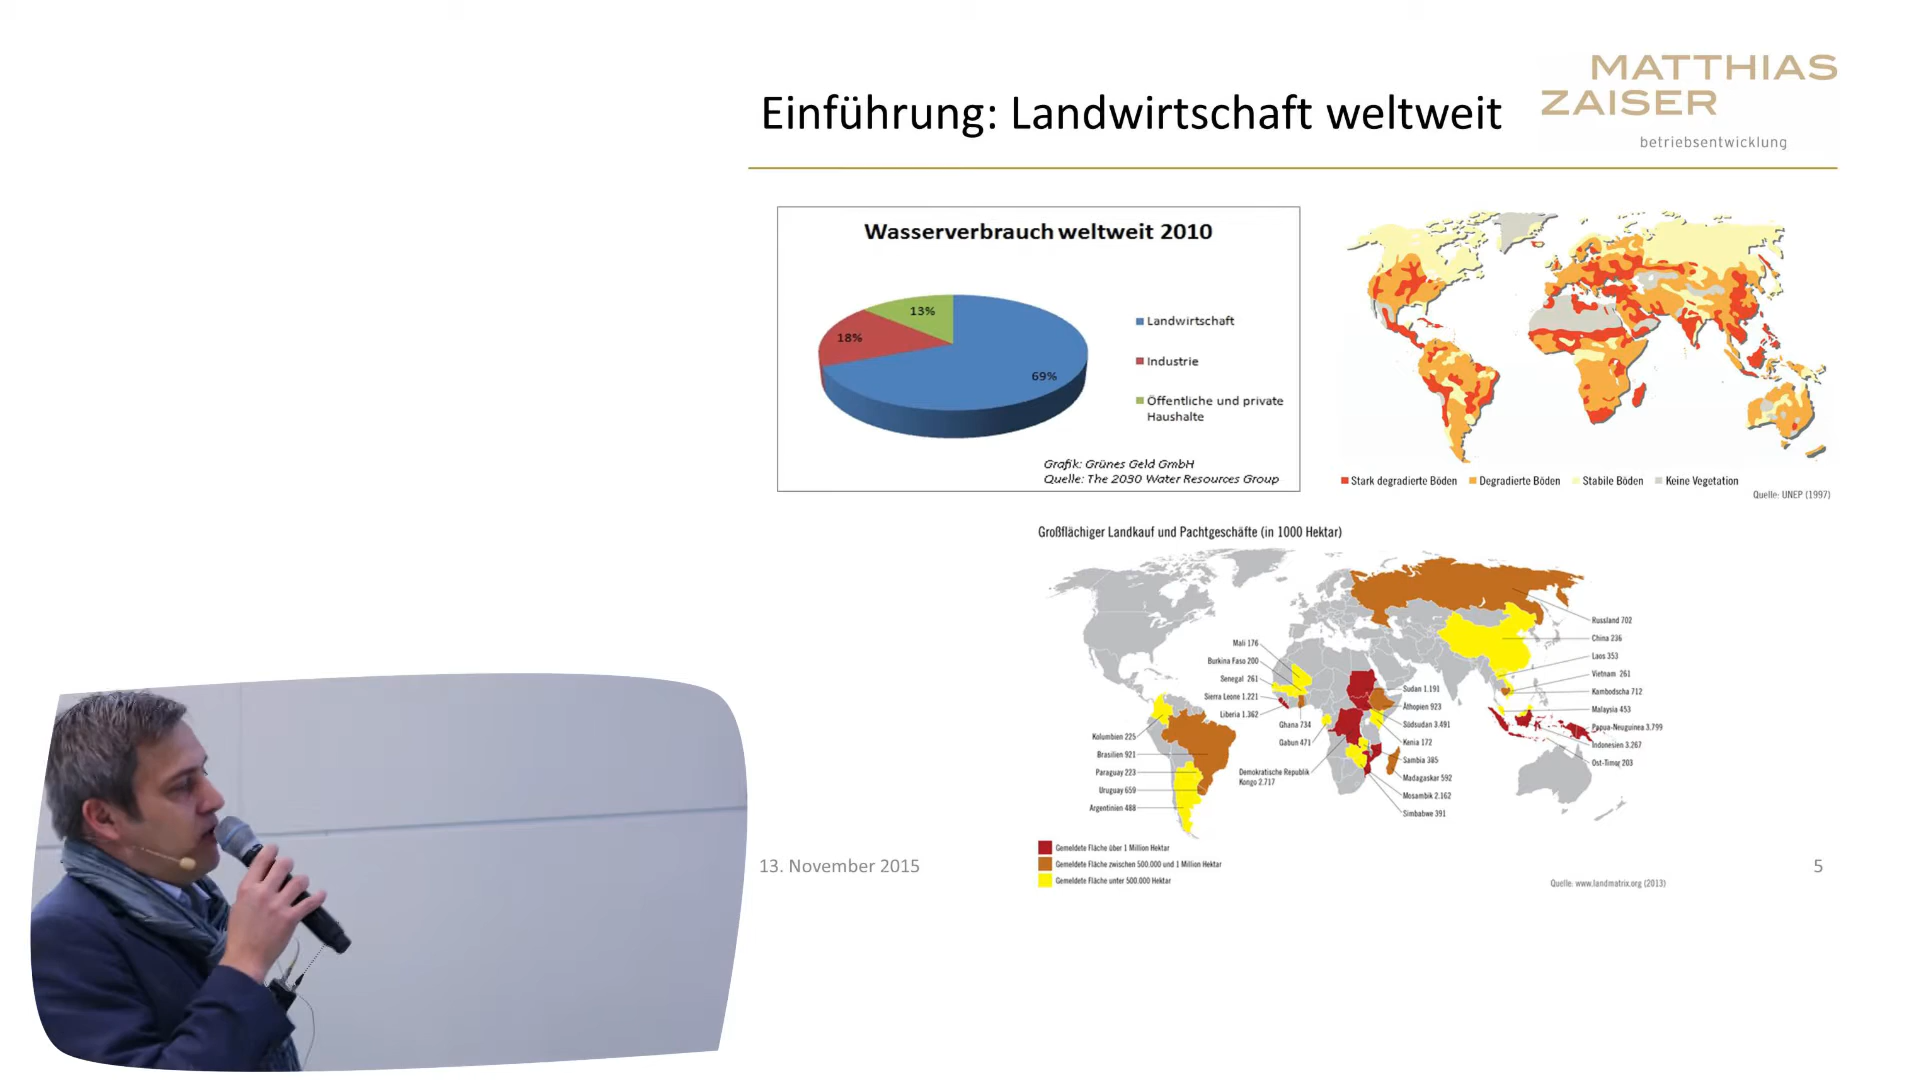 MATTHIAS
ZAISER
betriebsentwicklung
Einführung: Landwirtschaft weltweit
Wasserverbrauch weltweit 2010
13%
18%
69%
Landwirtschaft
Industrie
Öffentliche und private
Haushalte
Grafik: Grünes Geld GmbH
Quelle: The 2030 Water Resources Group
Stark degradierte Böden
Degradierte Böden
Stabile Böden
Keine Vegetation
Quelle: UNEP (1997)
Großflächiger Landkauf und Pachtgeschäfte (in 1000 Hektar)
Mali 176
Burkina Faso 200
Senegal 261
Sierra Leone 1.221
Liberia 1.362
Ghana 734
Gabun 471
Demokratische Republik
Kongo 2.717
Kolumbien 225
Brasilien 921
Paraguay 223
Uruguay 659
Argentinien 488
Sudan 1.191
Äthopien 923
Südsudan 3.491
Kenia 172
Sambia 385
Madagaskar 592
Mosambik 2.162
Simbabwe 391
Russland 702
China 236
Laos 353
Vietnam 261
Kambodscha 712
Malaysia 453
Papua-Neuguinea 3.799
Indonesien 3.267
Ost-Timur 203
Gemeldete Fläche über 1 Million Hektar
Gemeldete Fläche zwischen 500.000 und 1 Million Hektar
Gemeldete Fläche unter 500.000 Hektar
Quelle: www.landmatrix.org (2013)
13. November 2015
5